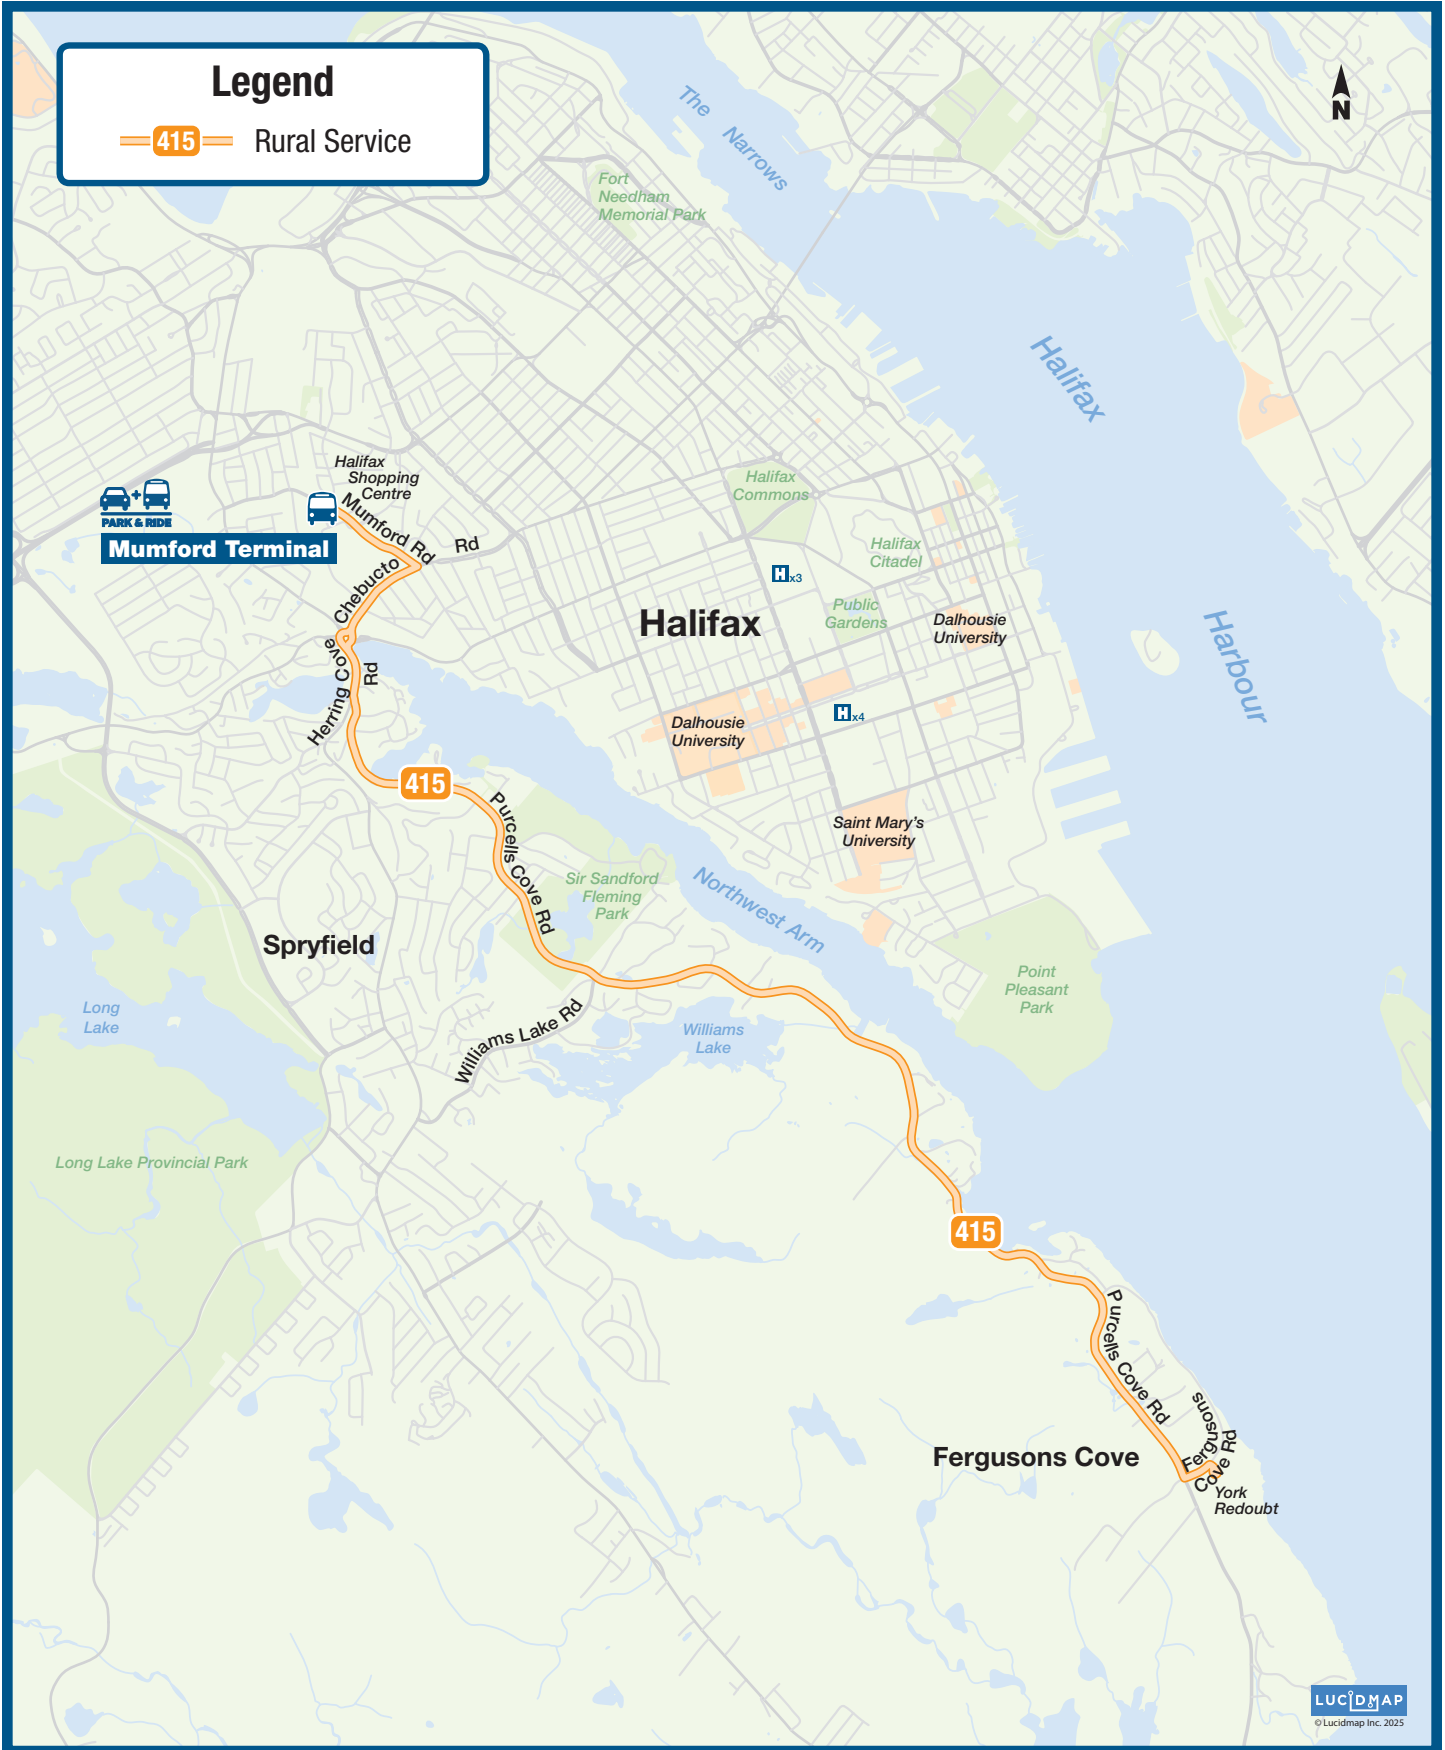 Legend
415 Rural Service
N
The Narrows
Fort
Needham
Memorial Park
Halifax
Harbour
Halifax
Shopping
Centre
PARK & RIDE
Mumford Terminal
Mumford Rd
Chebucto Rd
Herring Cove Rd
Halifax
Commons
Halifax
Citadel
Hx3
Public
Gardens
Halifax
Dalhousie
University
Dalhousie
University
Hx4
415
Purcells Cove Rd
Saint Mary's
University
Sir Sandford
Fleming
Park
Northwest Arm
Spryfield
Point
Pleasant
Park
Long
Lake
Williams Lake Rd
Williams
Lake
Long Lake Provincial Park
415
Purcells Cove Rd
Fergusons Cove
Fergusons
Cove Rd
York
Redoubt
LUCIDMAP
©Lucidmap Inc. 2025